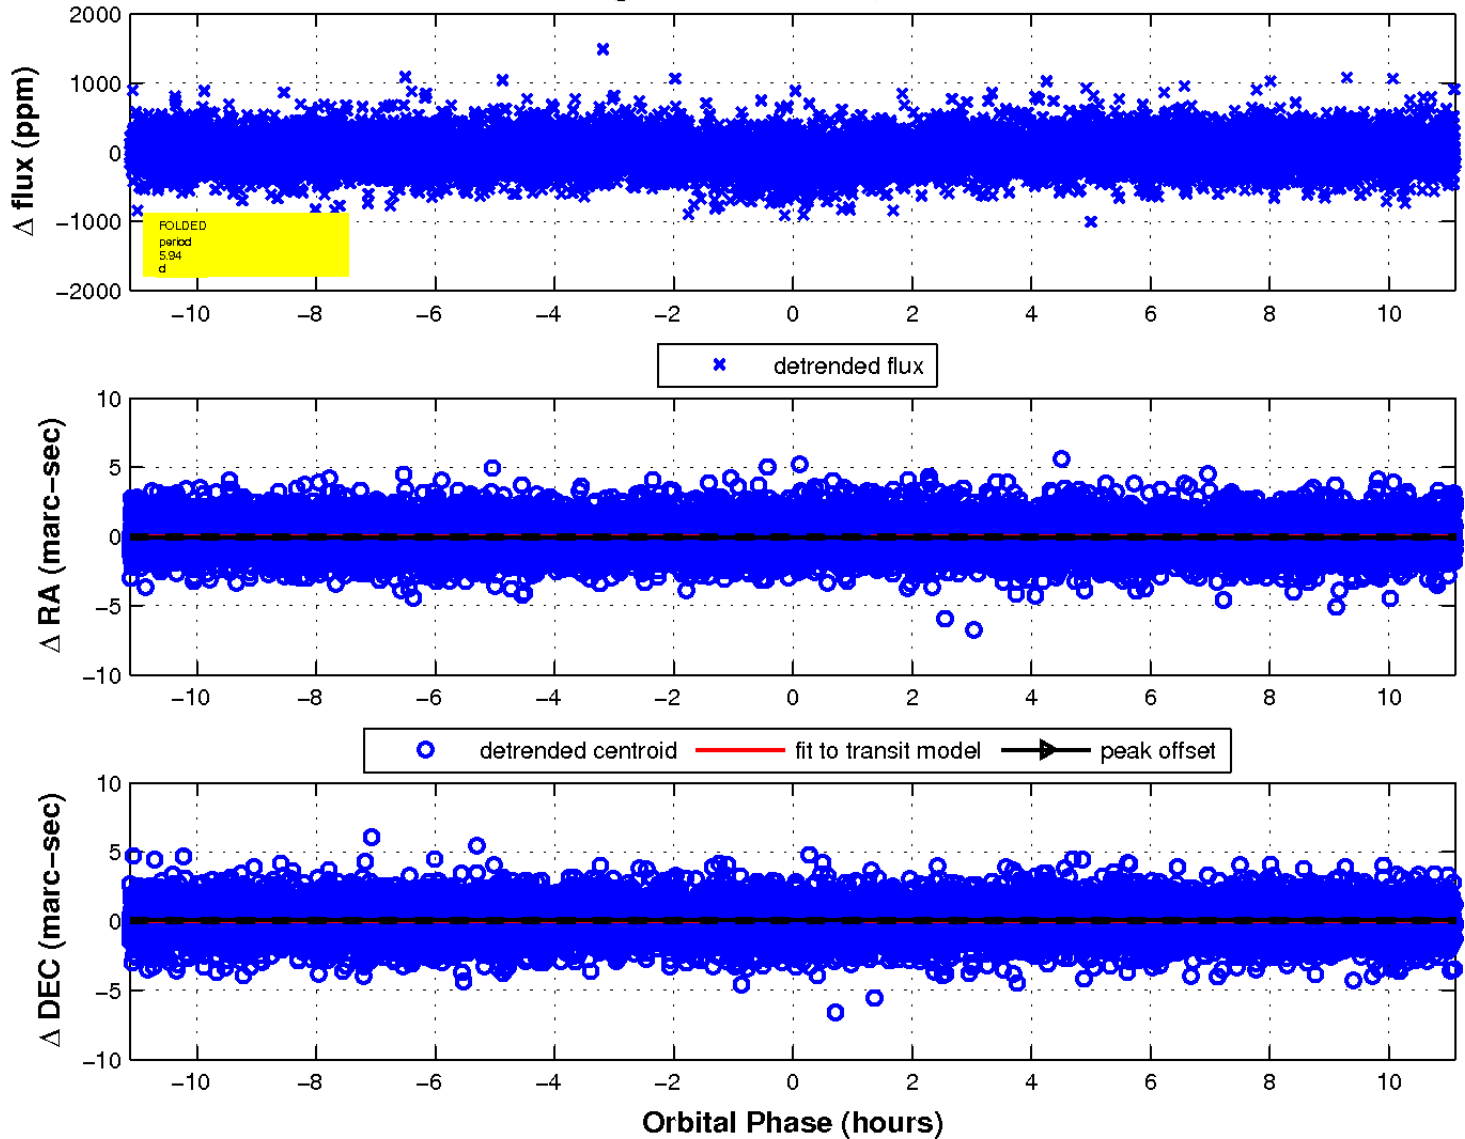 2000
1000
0
−1000
−2000
Δ flux (ppm)
FOLDED
period
5.94
d
−10 −8 −6 −4 −2 0 2 4 6 8 10
detrended flux
10
5
0
−5
−10
Δ RA (marc−sec)
−10 −8 −6 −4 −2 0 2 4 6 8 10
detrended centroid fit to transit model peak offset
10
5
0
−5
−10
Δ DEC (marc−sec)
−10 −8 −6 −4 −2 0 2 4 6 8 10
Orbital Phase (hours)